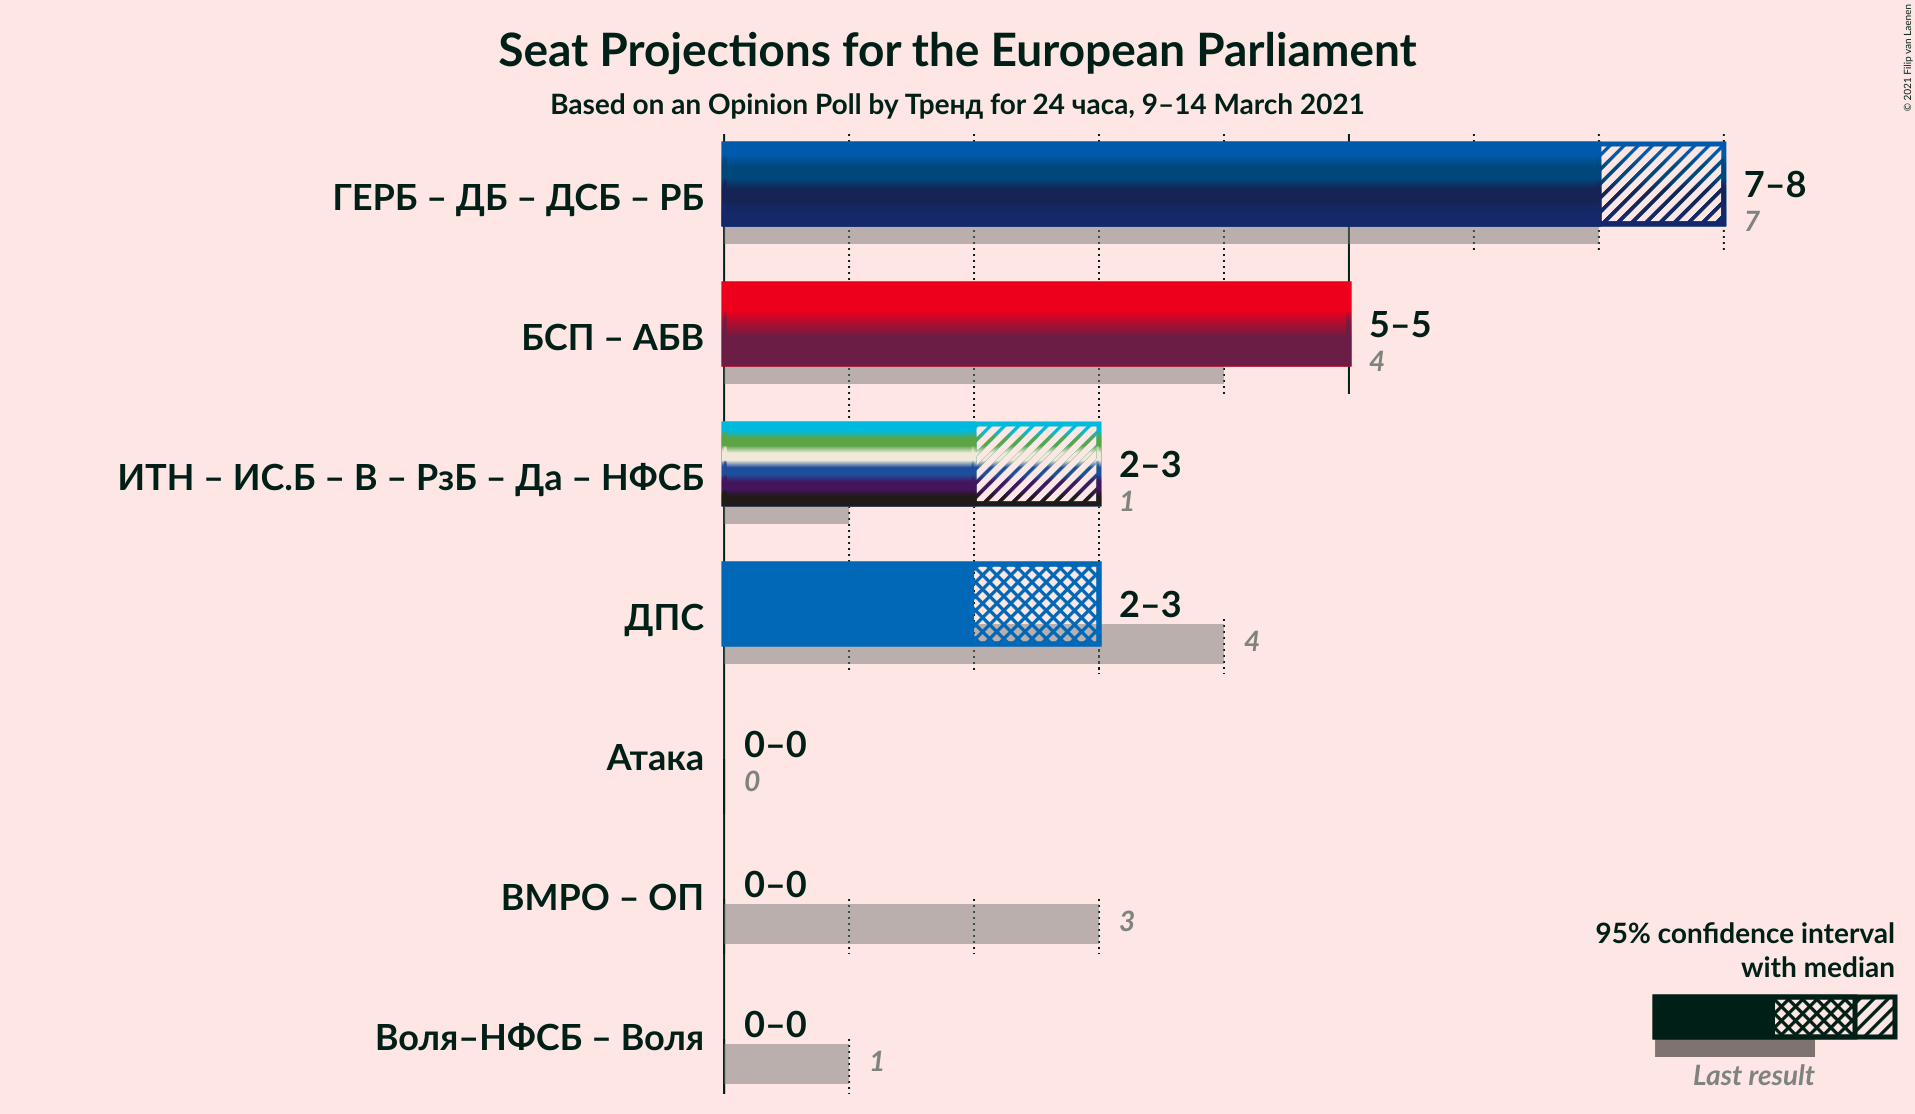 Seat Projections for the European Parliament
Based on an Opinion Poll by Тренд for 24 часа, 9–14 March 2021
© 2021 Filip van Laenen
ГЕРБ – ДБ – ДСБ – РБ
7–8
7
БСП – АБВ
5–5
4
ИТН – ИС.Б – В – РзБ – Да – НФСБ
2–3
1
ДПС
2–3
4
Атака
0–0
0
ВМРО – ОП
0–0
3
Воля–НФСБ – Воля
0–0
1
95% confidence interval
with median
Last result